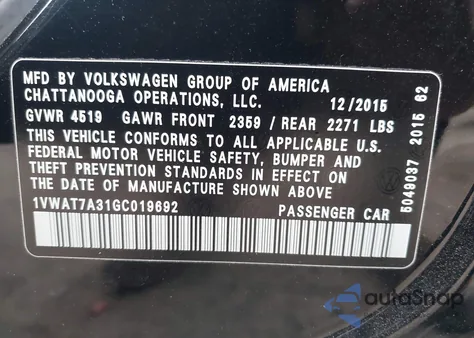 MFD BY VOLKSWAGEN GROUP OF AMERICA
CHATTANOOGA OPERATIONS, LLC. 12/2015
GVWR 4519 GAWR FRONT 2359 / REAR 2271 LBS
THIS VEHICLE CONFORMS TO ALL APPLICABLE U.S.
FEDERAL MOTOR VEHICLE SAFETY, BUMPER AND
THEFT PREVENTION STANDARDS IN EFFECT ON
THE DATE OF MANUFACTURE SHOWN ABOVE
1VWAT7A31GC019692 PASSENGER CAR
5049037 2015 62
autoSnap